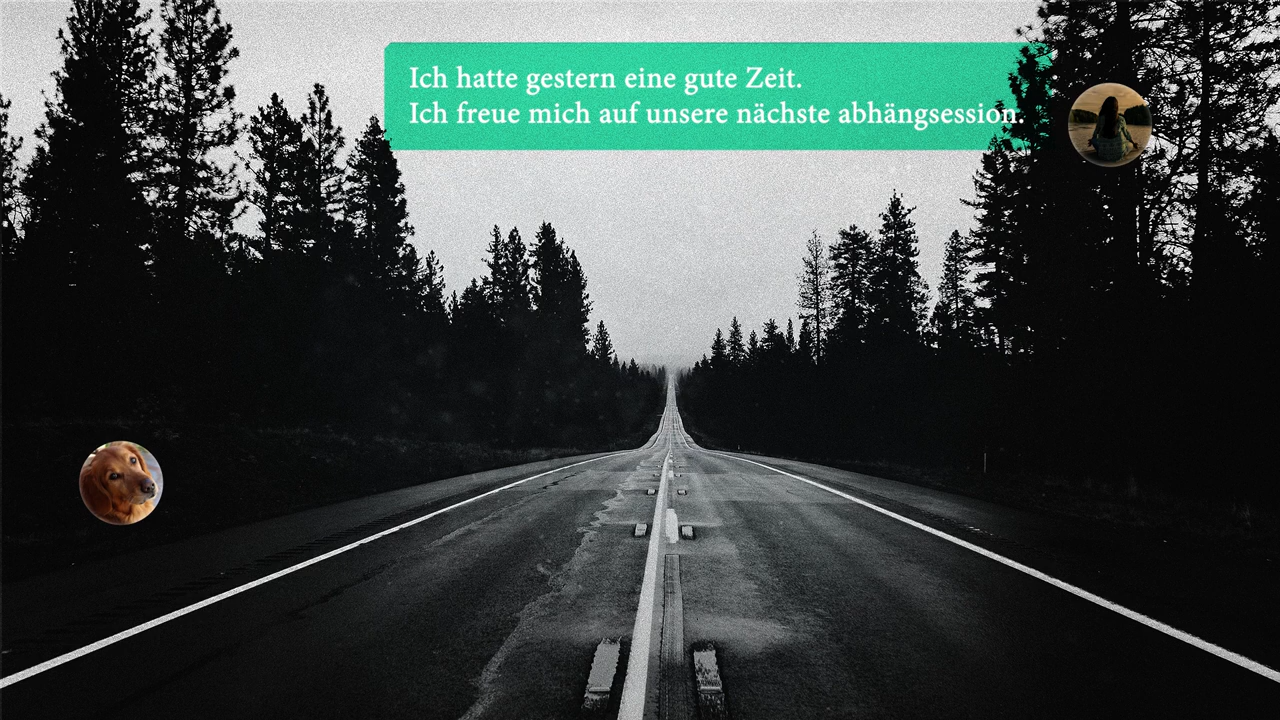 Ich hatte gestern eine gute Zeit.
Ich freue mich auf unsere nächste abhängsession.